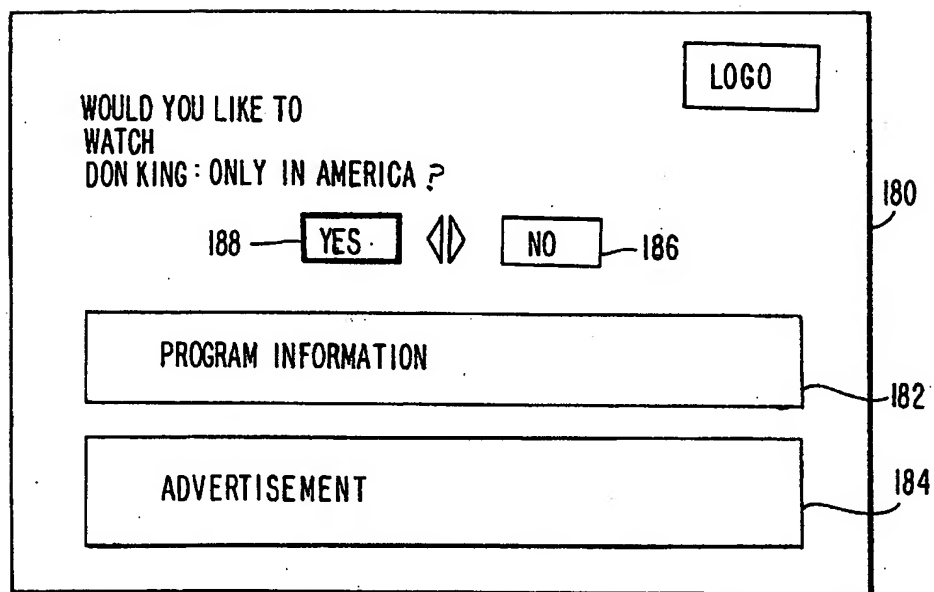 LOGO
WOULD YOU LIKE TO
WATCH
DON KING: ONLY IN AMERICA?
180
188 YES NO 186
PROGRAM INFORMATION
182
ADVERTISEMENT
184